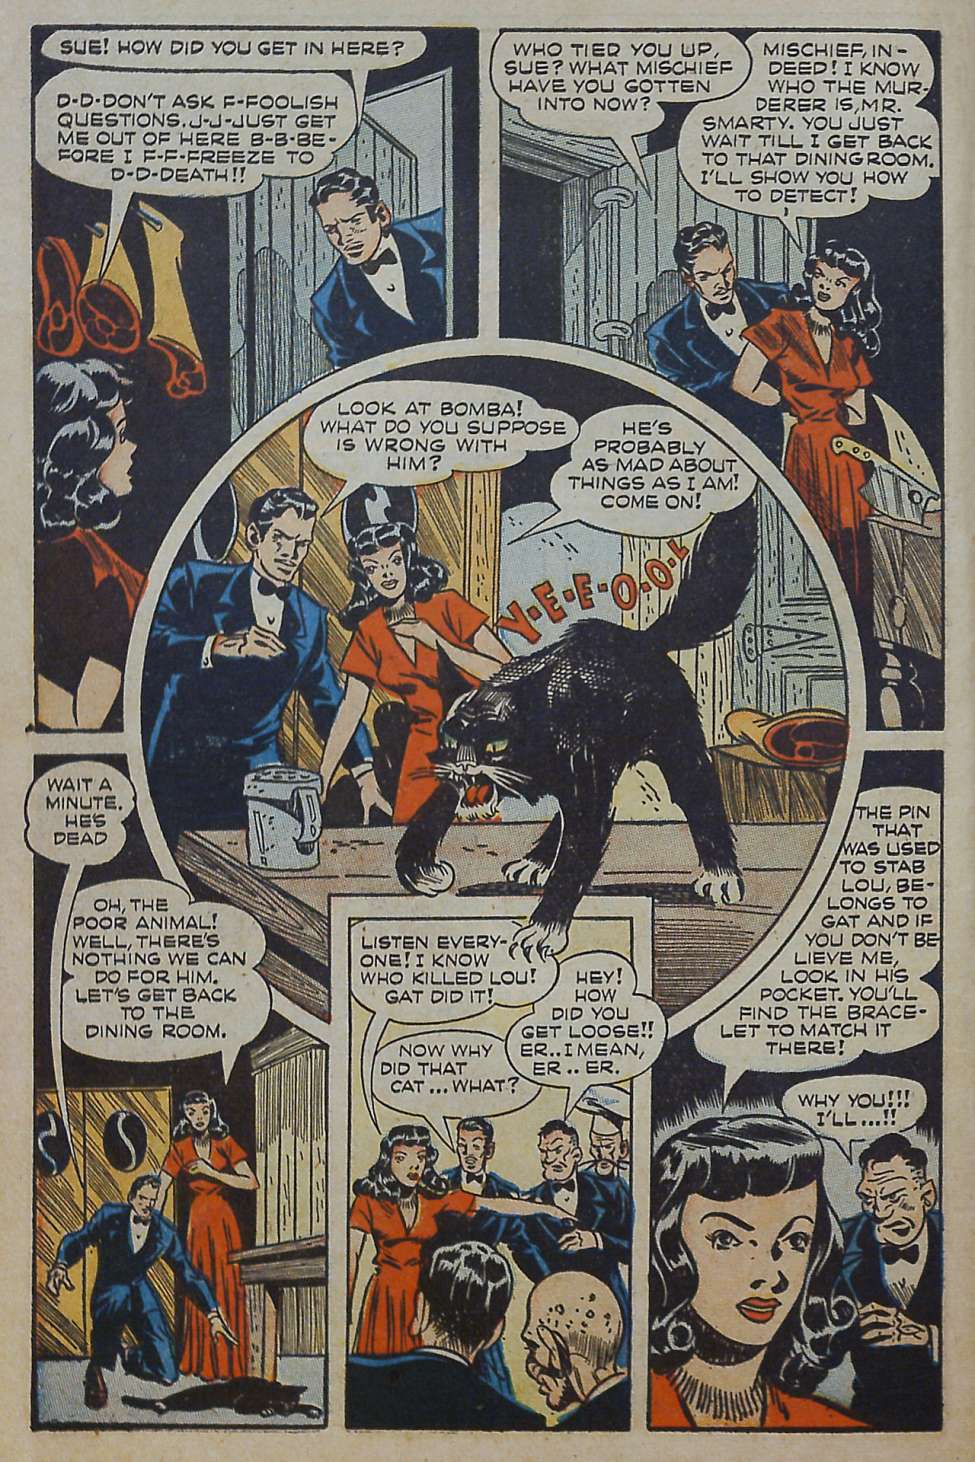 SUE! HOW DID YOU GET IN HERE?
D-D-DON'T ASK F-FOOLISH
QUESTIONS. J-J-JUST GET
ME OUT OF HERE B-B-BE-
FORE I F-F-FREEZE TO
D-D-DEATH!!
WHO TIED YOU UP,
SUE? WHAT MISCHIEF
HAVE YOU GOTTEN
INTO NOW?
MISCHIEF, IN-
DEED! I KNOW
WHO THE MUR-
DERER IS, MR.
SMARTY. YOU JUST
WAIT TILL I GET BACK
TO THAT DINING ROOM.
I'LL SHOW YOU HOW
TO DETECT!
LOOK AT BOMBA!
WHAT DO YOU SUPPOSE
IS WRONG WITH
HIM?
HE'S
PROBABLY
AS MAD ABOUT
THINGS AS I AM!
COME ON!
Y-E-E-O-O-L
WAIT A
MINUTE.
HE'S
DEAD
OH, THE
POOR ANIMAL!
WELL, THERE'S
NOTHING WE CAN
DO FOR HIM.
LET'S GET BACK
TO THE
DINING ROOM.
LISTEN EVERY-
ONE! I KNOW
WHO KILLED LOU!
GAT DID IT!
HEY!
HOW
DID YOU
GET LOOSE!!
ER..I MEAN,
ER..ER.
NOW WHY
DID THAT
CAT...WHAT?
THE PIN
THAT
WAS USED
TO STAB
LOU, BE-
LONGS TO
GAT AND IF
YOU DON'T BE
LIEVE ME,
LOOK IN HIS
POCKET. YOU'LL
FIND THE BRACE-
LET TO MATCH IT
THERE!
WHY YOU!!!
I'LL...!!